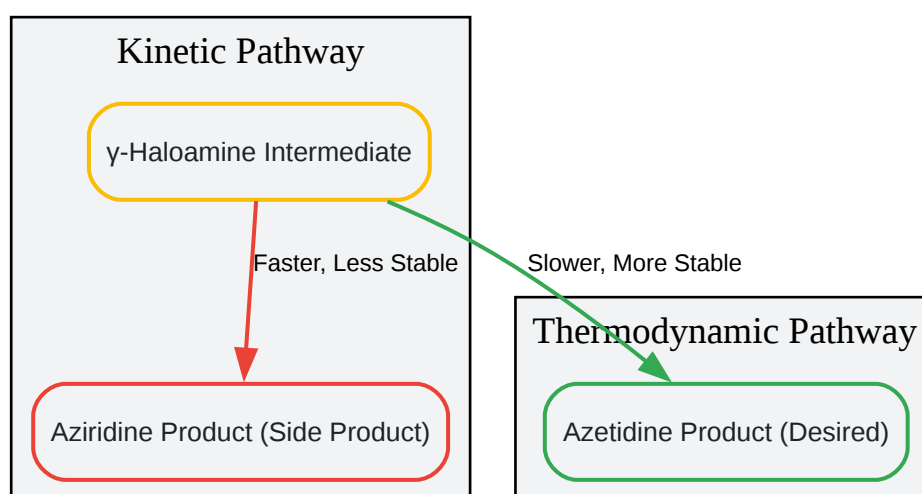 Kinetic Pathway
γ-Haloamine Intermediate
Faster, Less Stable
Slower, More Stable
Thermodynamic Pathway
Aziridine Product (Side Product)
Azetidine Product (Desired)